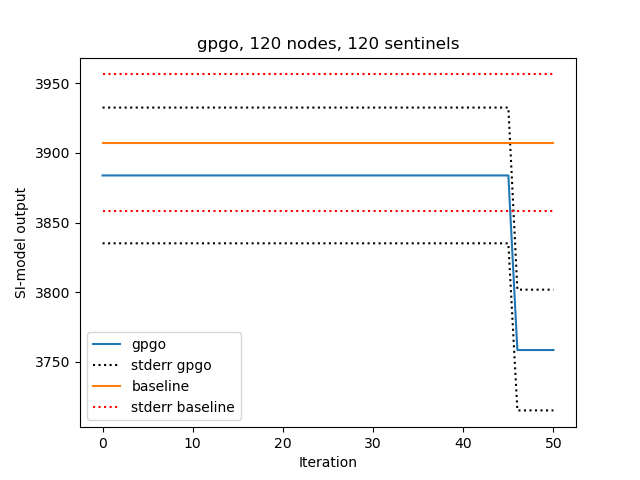 gpgo, 120 nodes, 120 sentinels
3950
3900
3850
3800
3750
SI-model output
gpgo
stderr gpgo
baseline
stderr baseline
0 10 20 30 40 50
Iteration